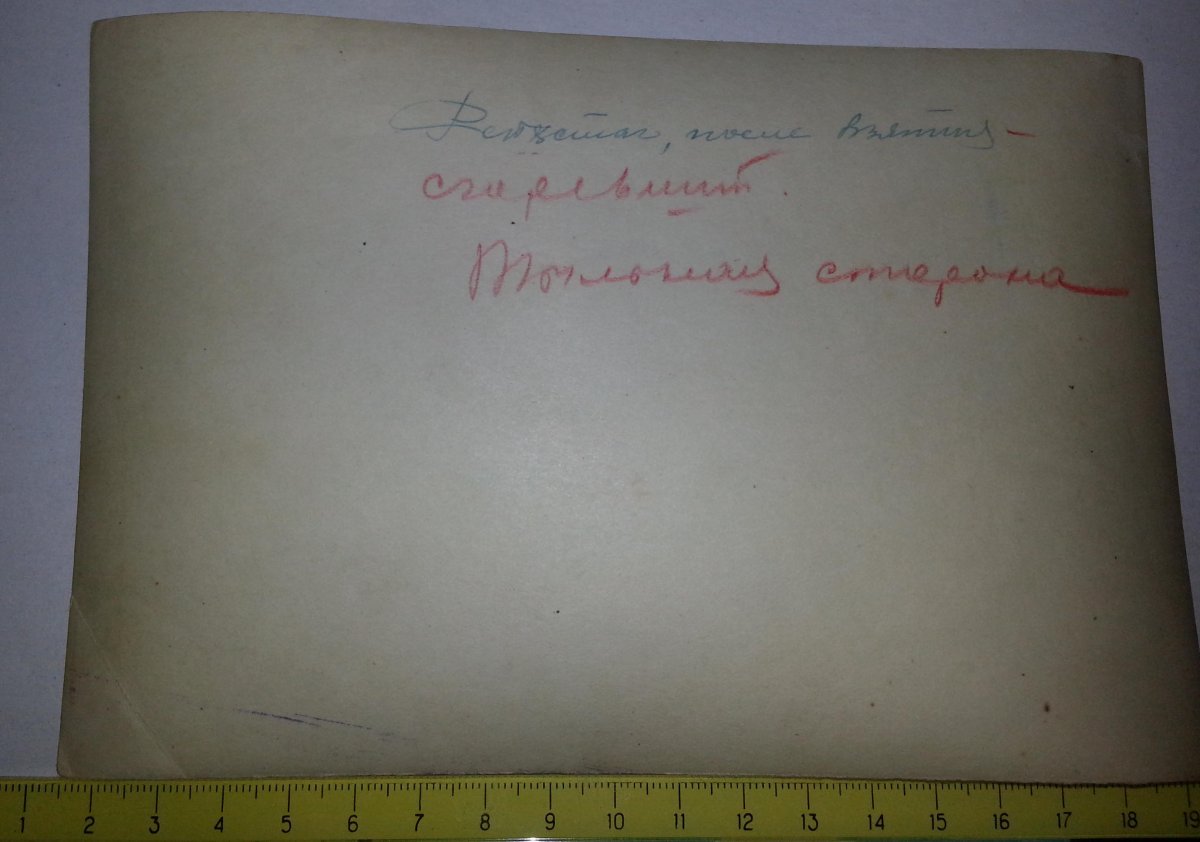 Рейхстаг, после взятия –
сгоревший.
Тыльная сторона
1 2 3 4 5 6 7 8 9 10 11 12 13 14 15 16 17 18 19